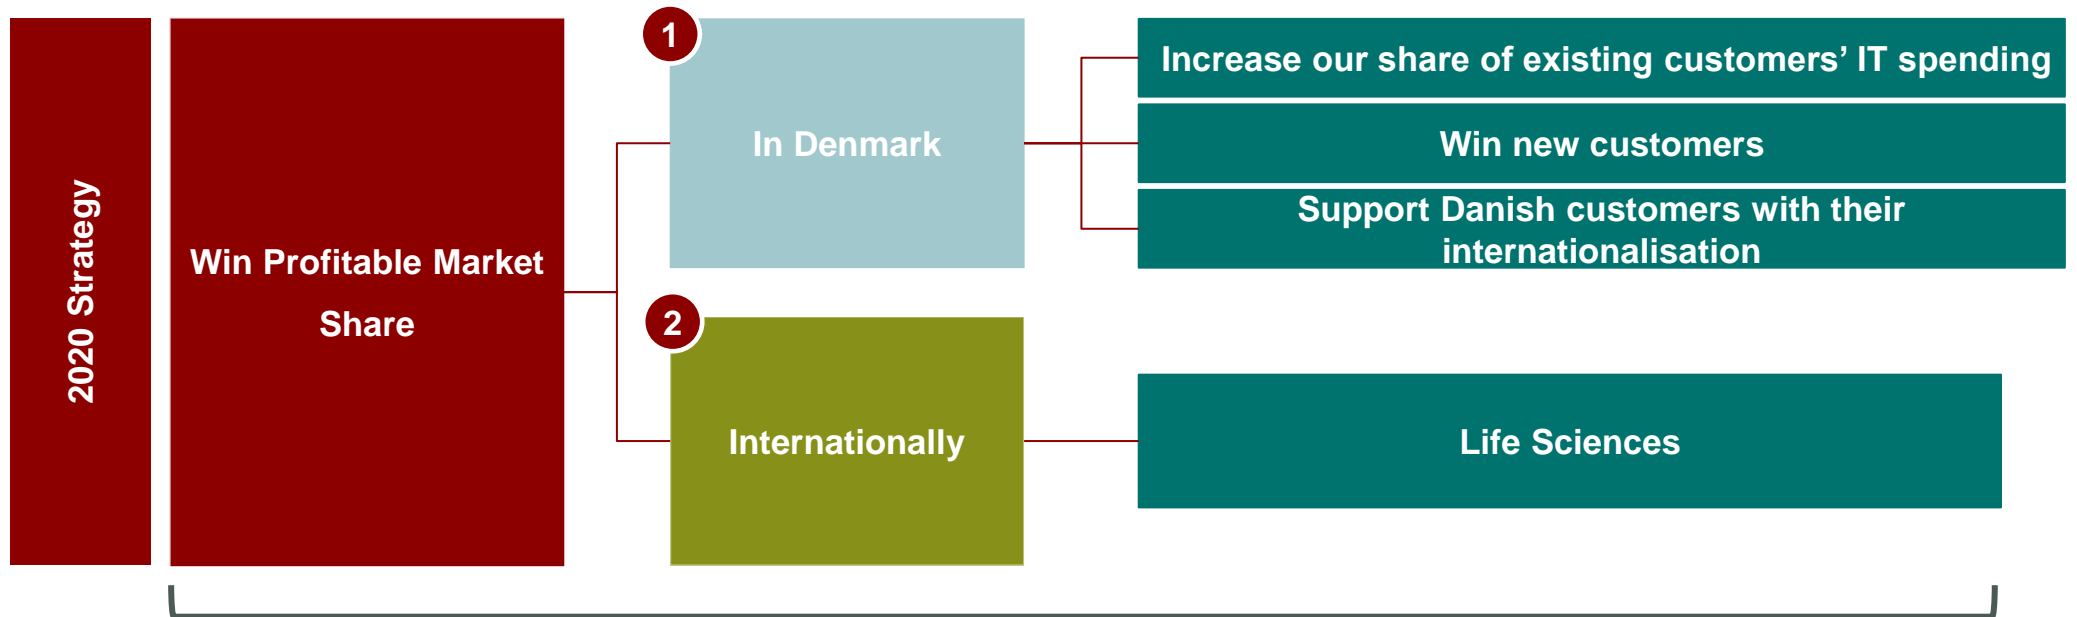 2020 Strategy
Win Profitable Market
Share
1
In Denmark
Increase our share of existing customers’ IT spending
Win new customers
Support Danish customers with their
internationalisation
2
Internationally
Life Sciences